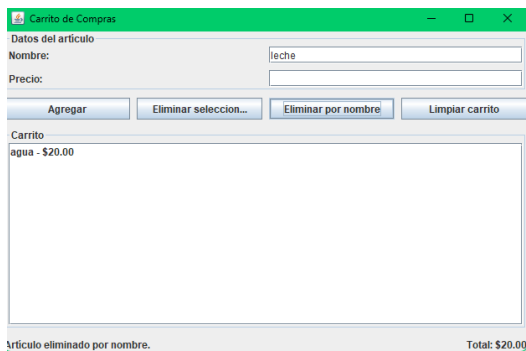 Carrito de Compras
Datos del artículo
Nombre:
leche
Precio:
Agregar
Eliminar seleccion...
Eliminar por nombre
Limpiar carrito
Carrito
agua - $20.00
Artículo eliminado por nombre.
Total: $20.00